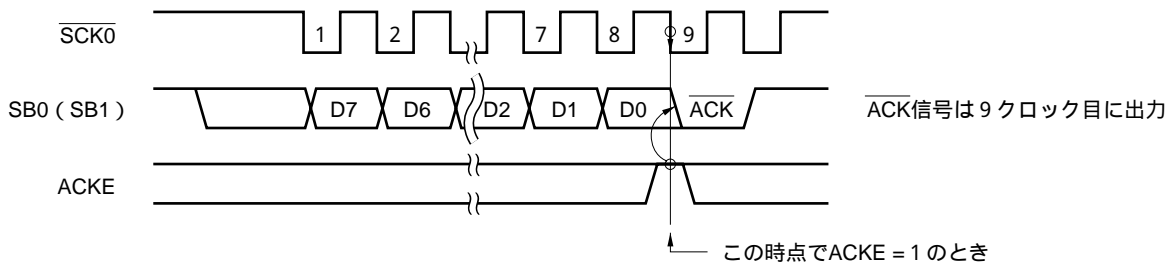 SCK0
1 2 7 8 9
SB0 ( SB1 )
D7 D6 D2 D1 D0 ACK
ACK信号は9クロック目に出力
ACKE
この時点でACKE = 1 のとき